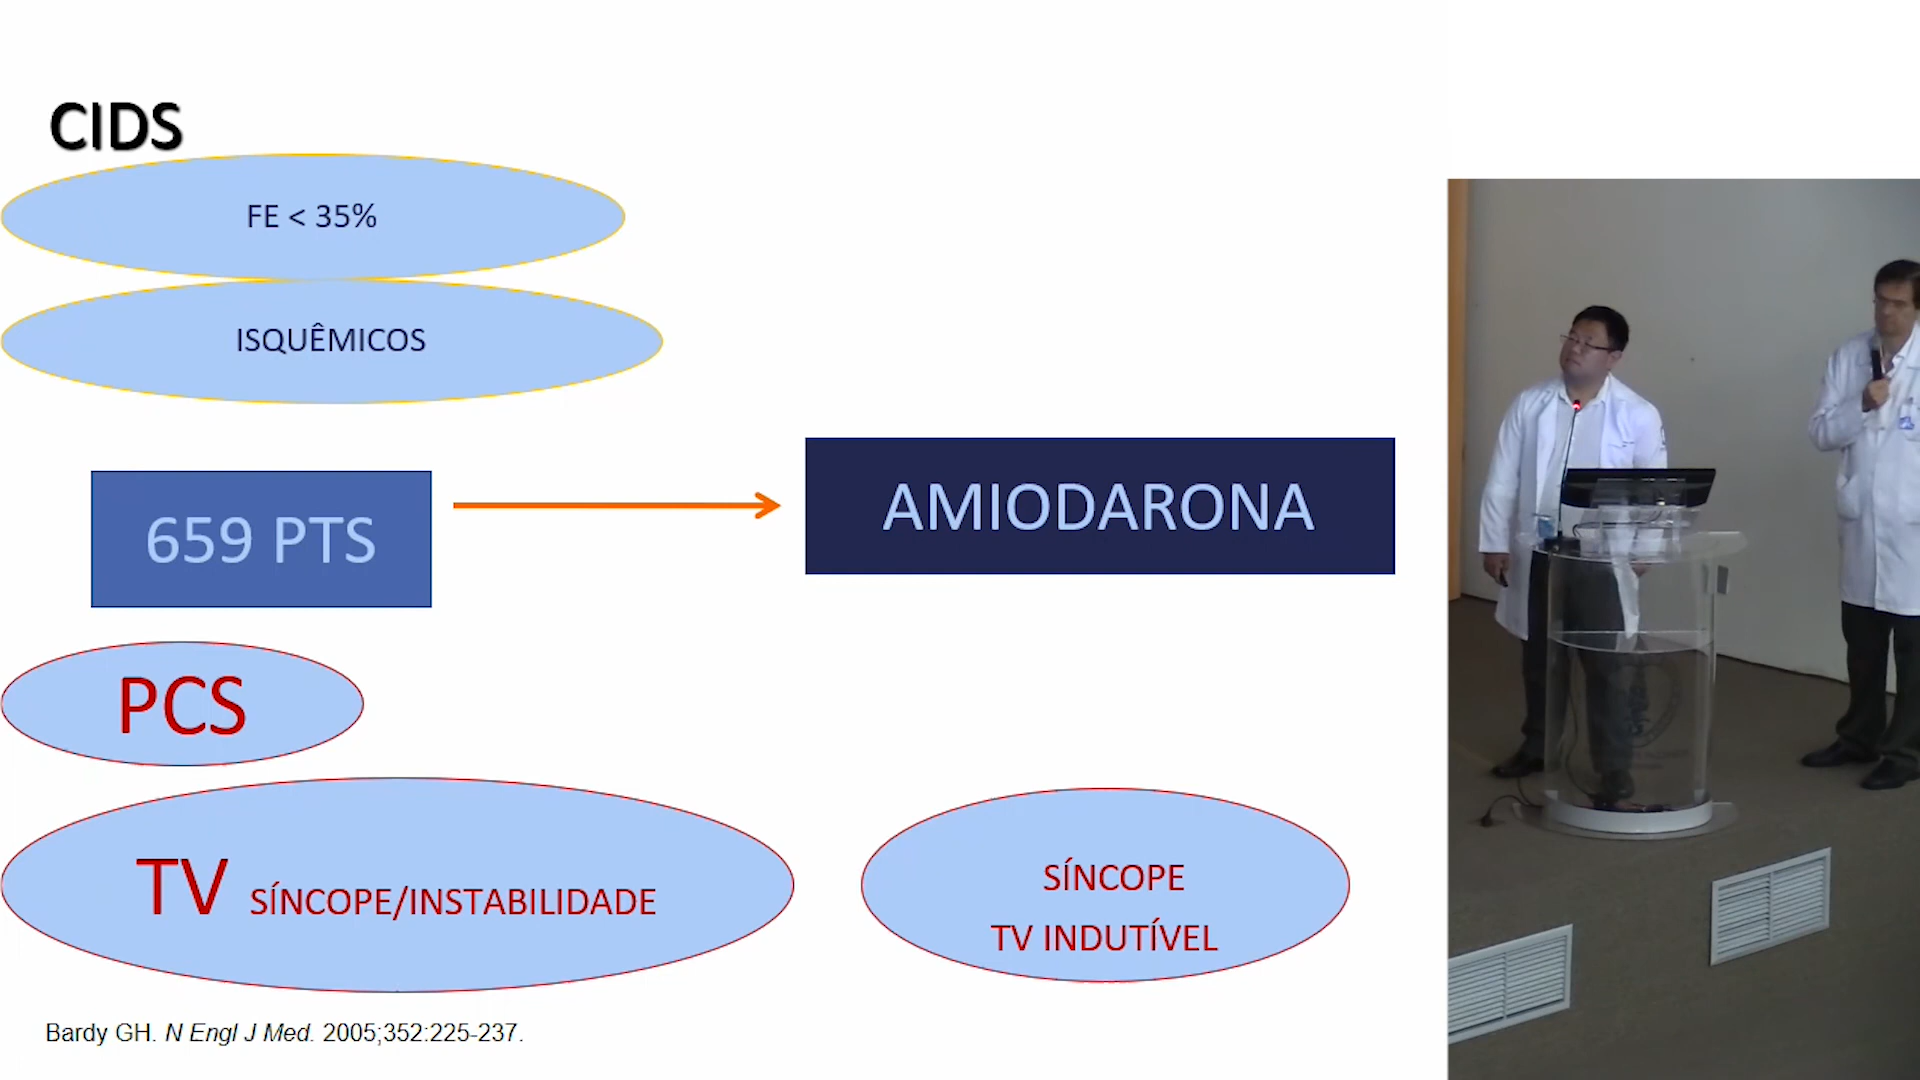 CIDS
FE < 35%
ISQUÊMICOS
659 PTS
AMIODARONA
PCS
TV SÍNCOPE/INSTABILIDADE
SÍNCOPE
TV INDUTÍVEL
Bardy GH. N Engl J Med. 2005;352:225-237.